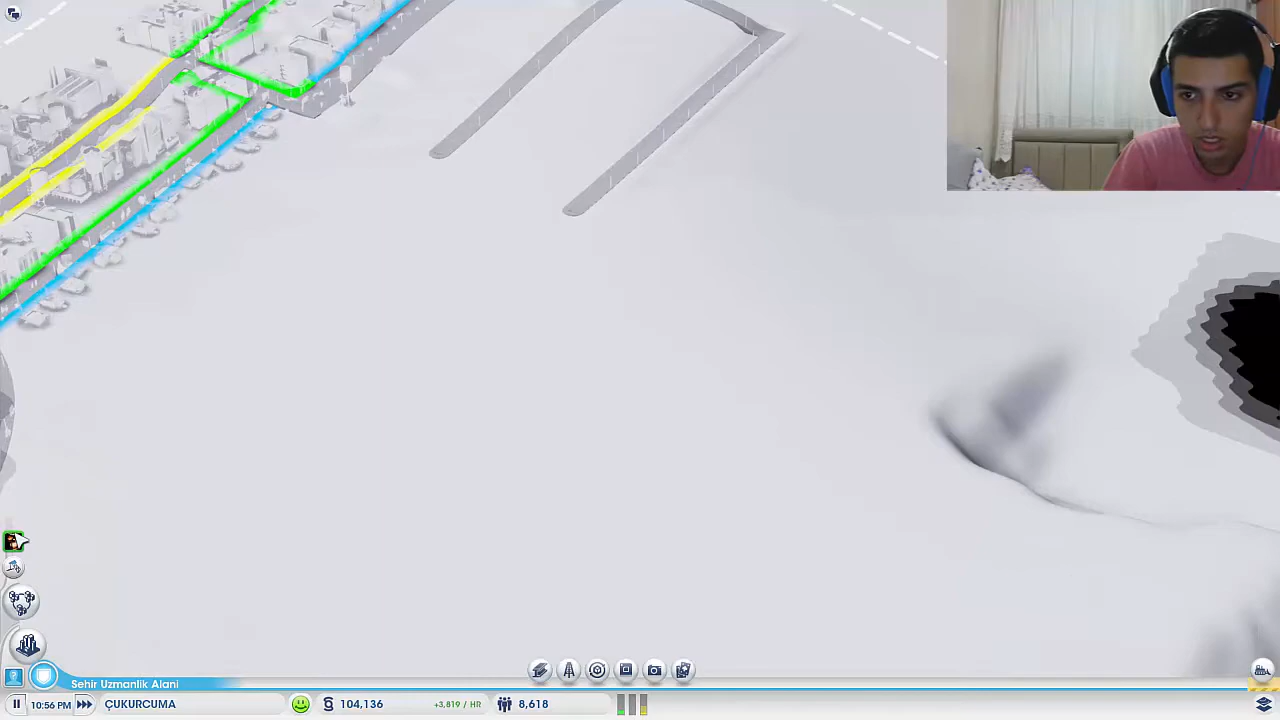 Sehir Uzmanlik Alani
10:56 PM
ÇUKURCUMA
104,136
+3,819 / HR
8,618